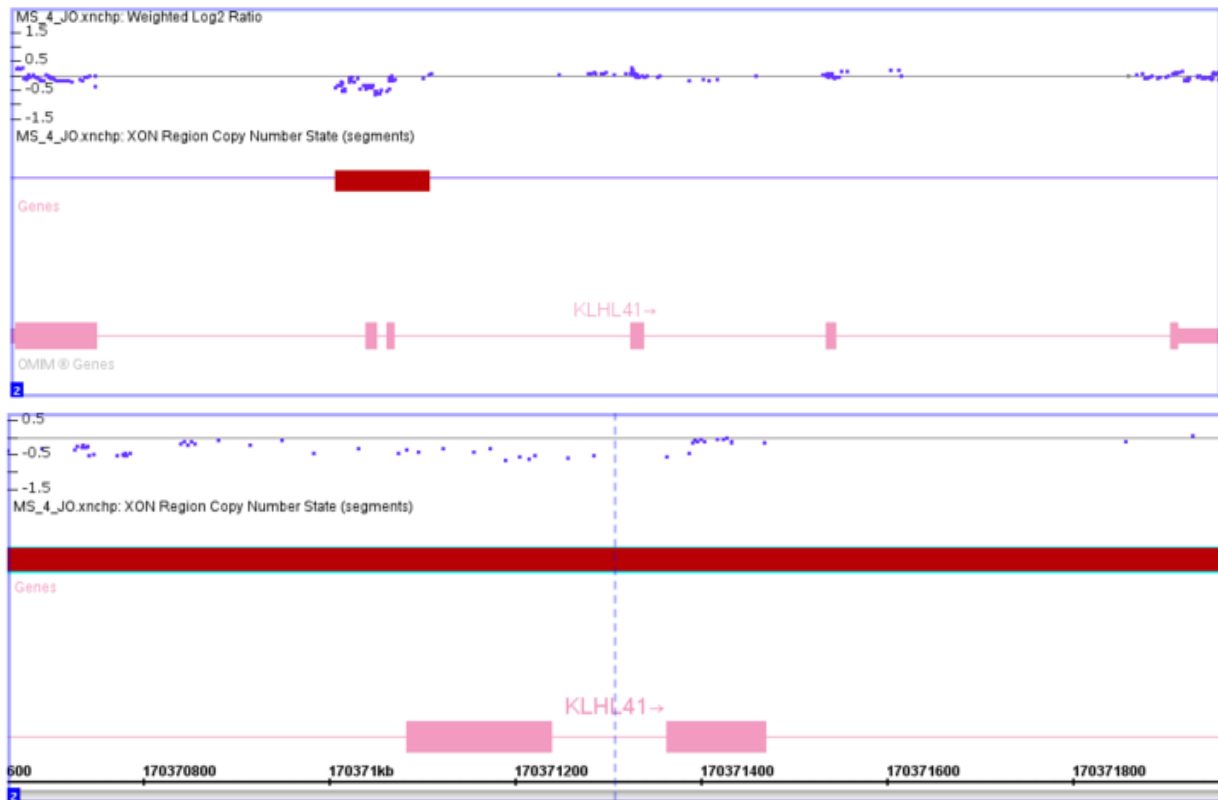 MS_4_JO.xnchp: Weighted Log2 Ratio
1.5
0.5
-0.5
-1.5
MS_4_JO.xnchp: XON Region Copy Number State (segments)
Genes
KLHL41→
OMIM ® Genes
2
0.5
-0.5
-1.5
MS_4_JO.xnchp: XON Region Copy Number State (segments)
Genes
KLHL41→
600 170370800 170371kb 170371200 170371400 170371600 170371800
2